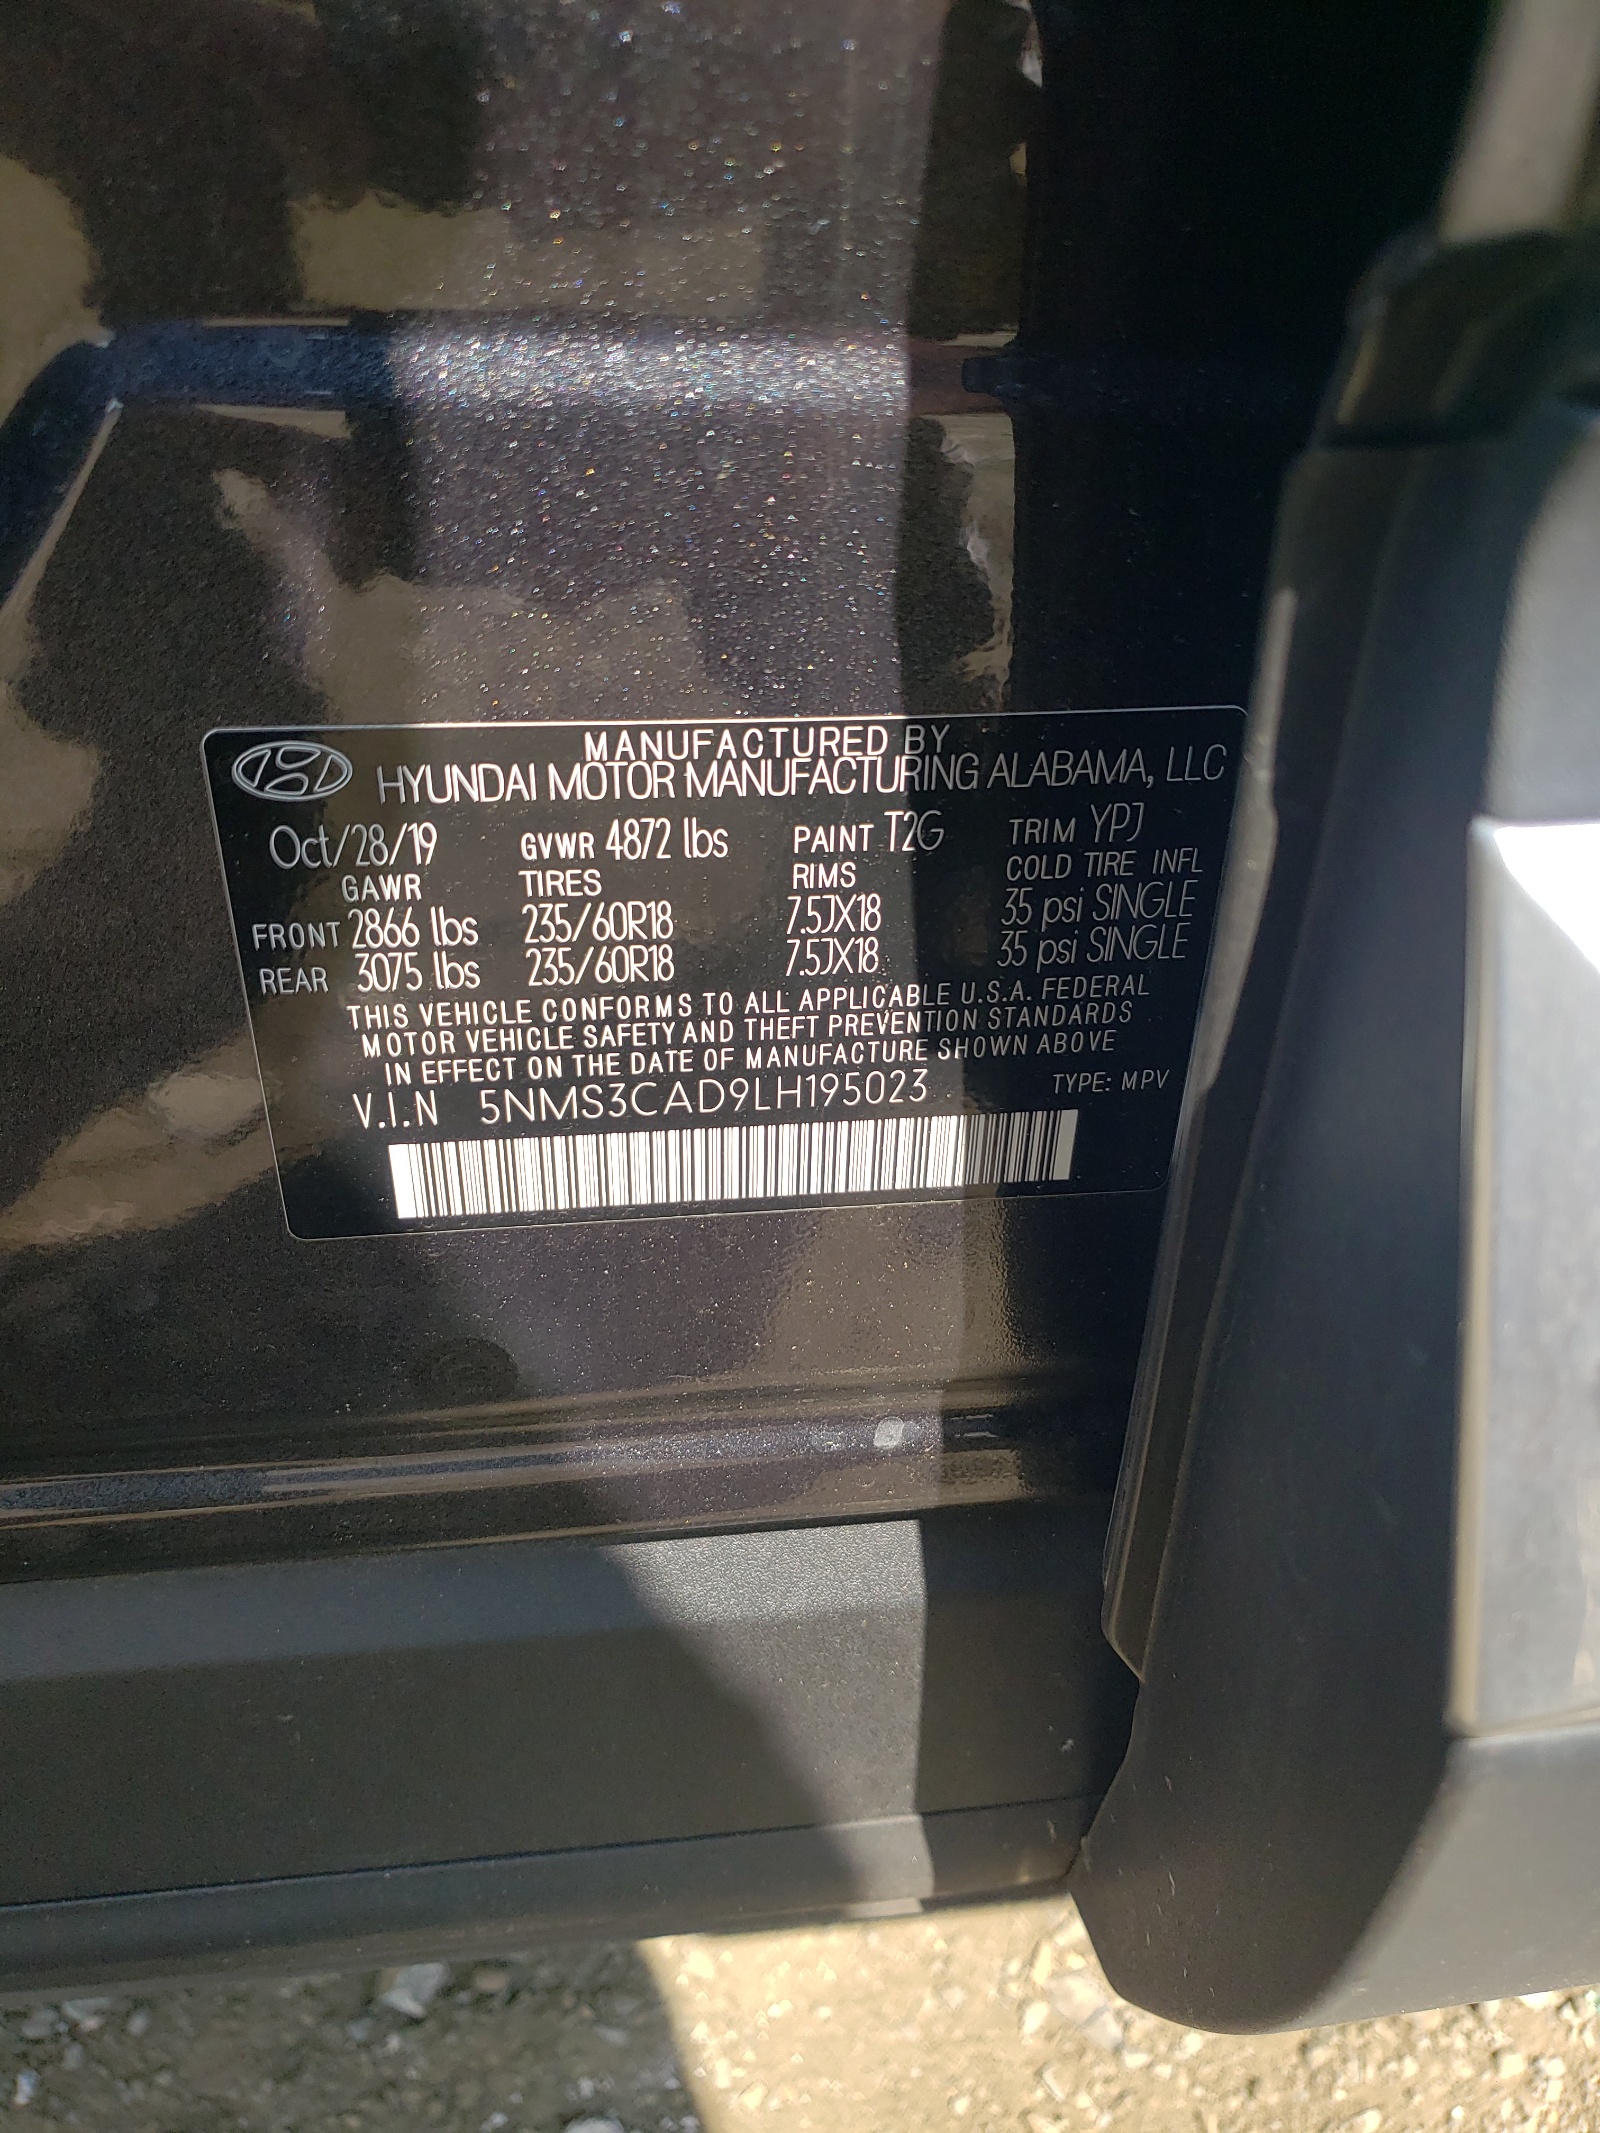 MANUFACTURED BY
HYUNDAI MOTOR MANUFACTURING ALABAMA, LLC
Oct/28/19 GVWR 4872 lbs PAINT T2G TRIM YPJ
GAWR TIRES RIMS COLD TIRE INFL
FRONT 2866 lbs 235/60R18 7.5JX18 35 psi SINGLE
REAR 3075 lbs 235/60R18 7.5JX18 35 psi SINGLE
THIS VEHICLE CONFORMS TO ALL APPLICABLE U.S.A. FEDERAL
MOTOR VEHICLE SAFETY AND THEFT PREVENTION STANDARDS
IN EFFECT ON THE DATE OF MANUFACTURE SHOWN ABOVE
V.I.N 5NMS3CAD9LH195023 TYPE: MPV